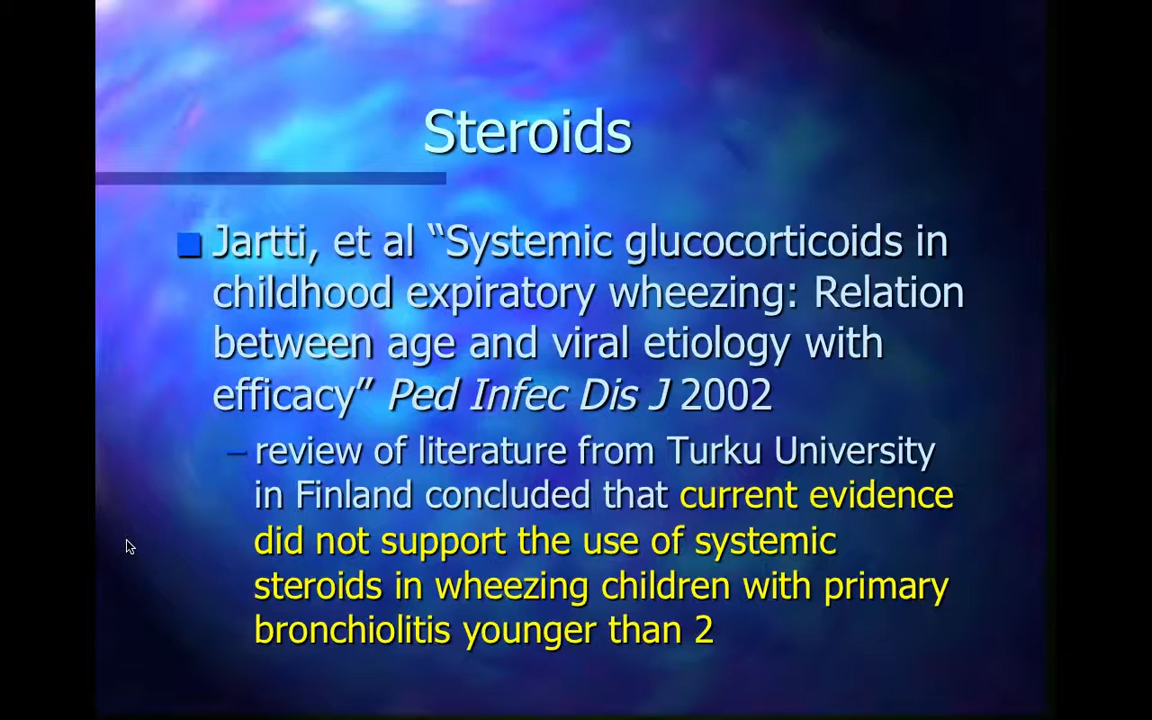 Steroids
Jartti, et al “Systemic glucocorticoids in
childhood expiratory wheezing: Relation
between age and viral etiology with
efficacy” Ped Infec Dis J 2002
– review of literature from Turku University
in Finland concluded that current evidence
did not support the use of systemic
steroids in wheezing children with primary
bronchiolitis younger than 2